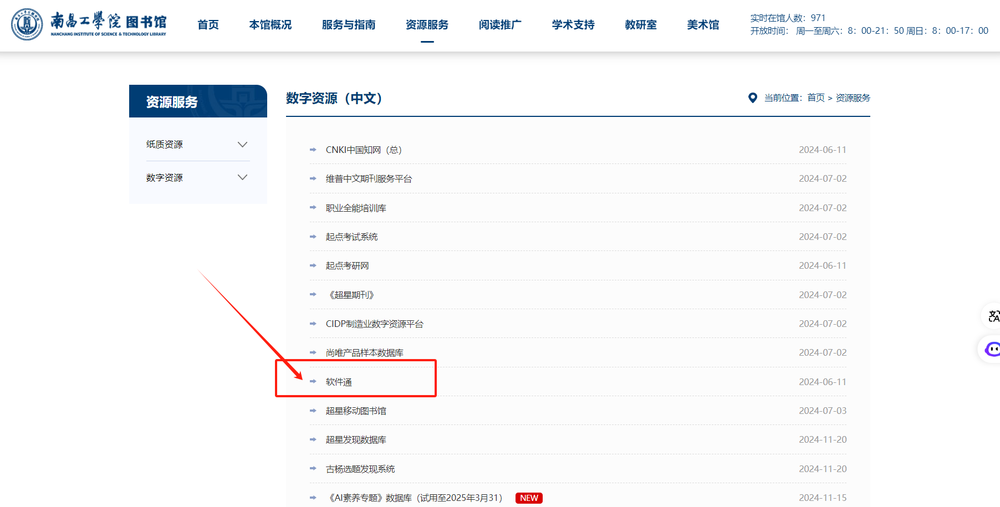 南昌工學院 图书馆
NANCHANG INSTITUTE OF SCIENCE & TECHNOLOGY LIBRARY
首页 本馆概况 服务与指南 资源服务 阅读推广 学术支持 教研室 美术馆
实时在馆人数：971
开放时间： 周一至周六：8：00-21：50 周日：8：00-17：00
资源服务
纸质资源
数字资源
数字资源（中文）
当前位置：首页 > 资源服务
CNKI中国知网（总） 2024-06-11
维普中文期刊服务平台 2024-07-02
职业全能培训库 2024-07-02
起点考试系统 2024-07-02
起点考研网 2024-06-11
《超星期刊》 2024-07-02
CIDP制造业数字资源平台 2024-07-02
尚唯产品样本数据库 2024-07-02
软件通 2024-06-11
超星移动图书馆 2024-07-03
超星发现数据库 2024-11-20
古杨选题发现系统 2024-11-20
《AI素养专题》数据库（试用至2025年3月31） NEW 2024-11-15
文A